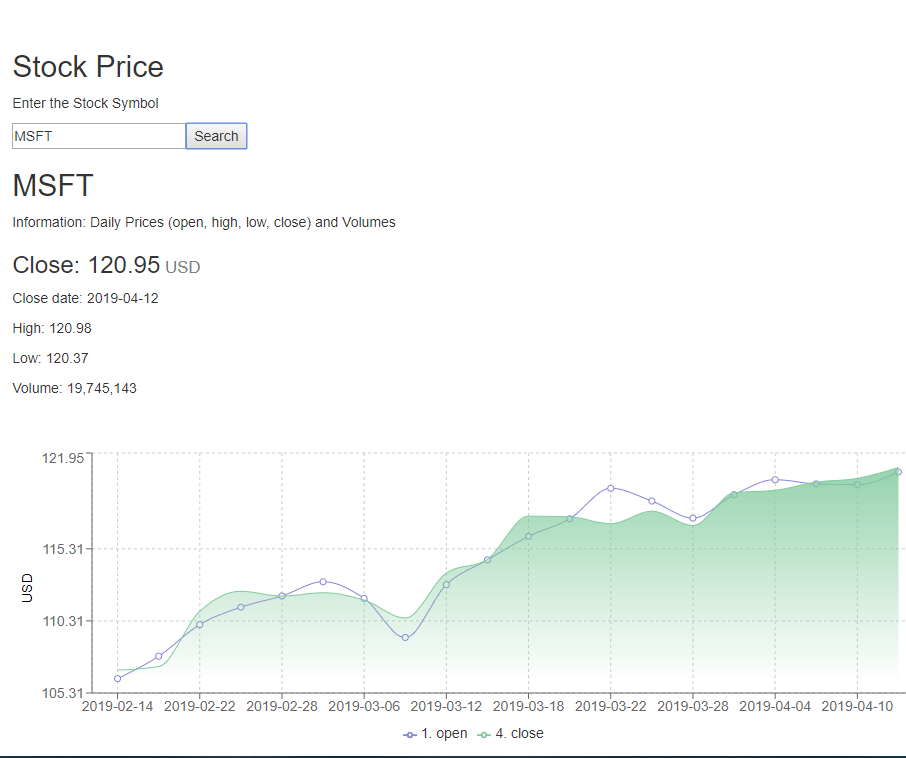 Stock Price
Enter the Stock Symbol
MSFT Search
MSFT
Information: Daily Prices (open, high, low, close) and Volumes
Close: 120.95 USD
Close date: 2019-04-12
High: 120.98
Low: 120.37
Volume: 19,745,143
121.95
115.31
USD
110.31
105.31
2019-02-14 2019-02-22 2019-02-28 2019-03-06 2019-03-12 2019-03-18 2019-03-22 2019-03-28 2019-04-04 2019-04-10
1. open 4. close